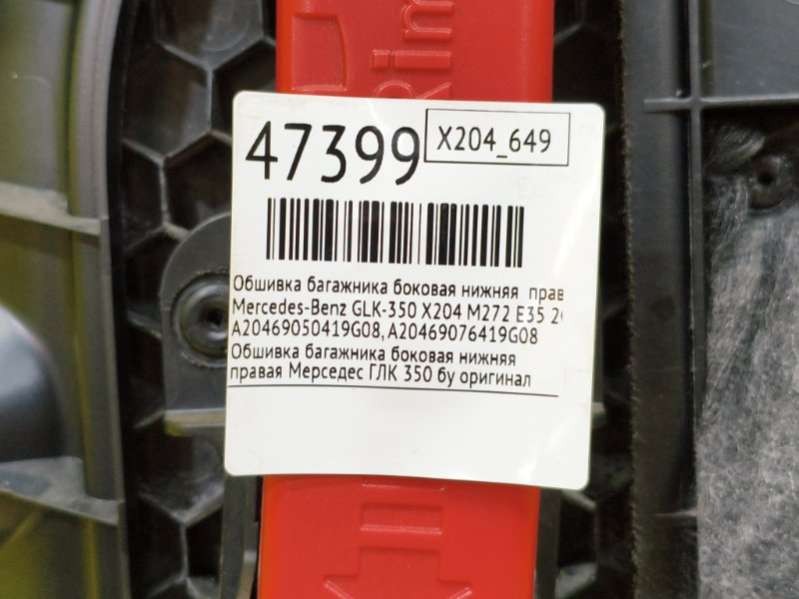 Rim
47399
X204_649
Обшивка багажника боковая нижняя прав
Mercedes-Benz GLK-350 X204 M272 E35
A20469050419G08, A20469076419G08
Обшивка багажника боковая нижняя
правая Мерседес ГЛК 350 бу оригинал